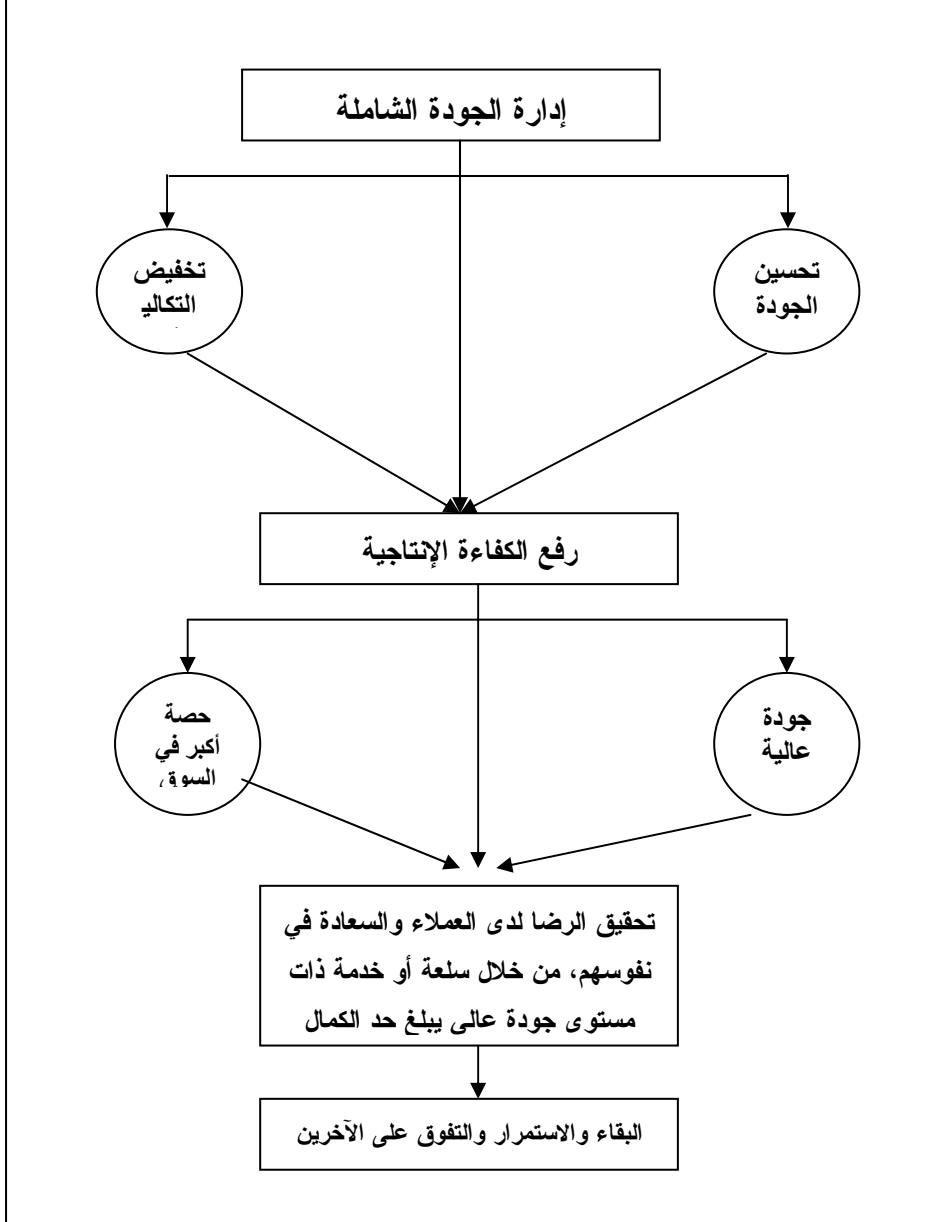 إدارة الجودة الشاملة
تحسين
الجودة
تخفيض
التكالي
رفع الكفاءة الإنتاجية
جودة
عالية
حصة
أكبر في
السوق
تحقيق الرضا لدى العملاء والسعادة في
نفوسهم، من خلال سلعة أو خدمة ذات
مستوى جودة عالى يبلغ حد الكمال
البقاء والاستمرار والتفوق على الآخرين